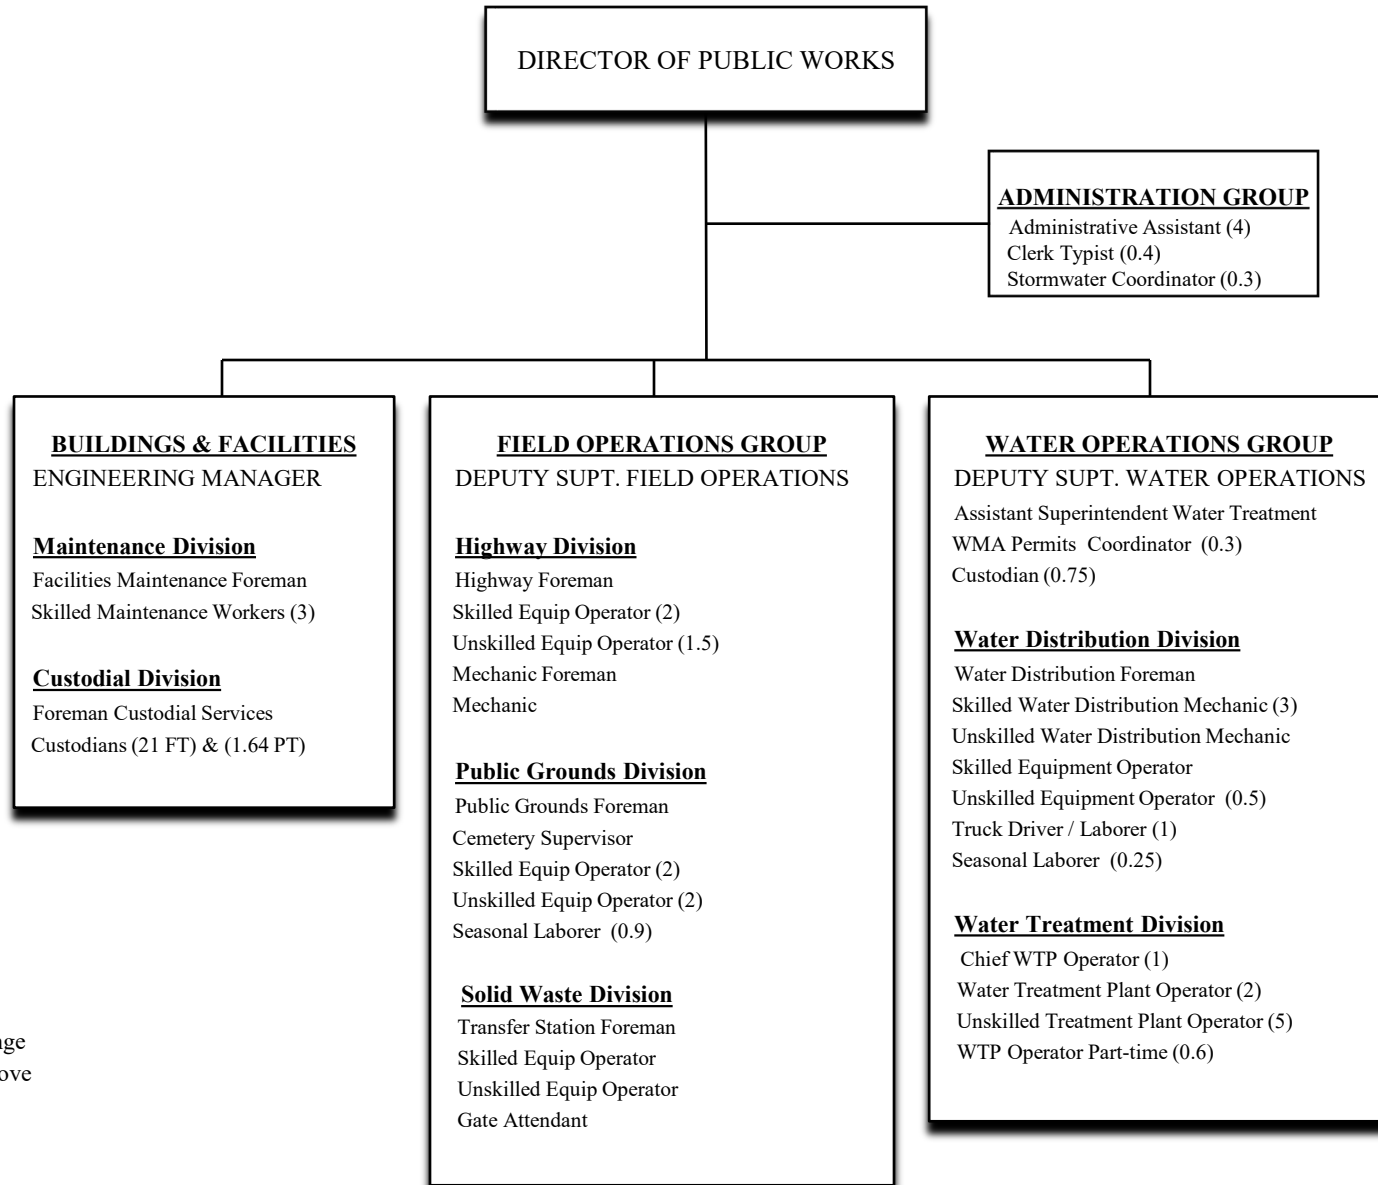 DIRECTOR OF PUBLIC WORKS
ADMINISTRATION GROUP
Administrative Assistant (4)
Clerk Typist (0.4)
Stormwater Coordinator (0.3)
BUILDINGS & FACILITIES
ENGINEERING MANAGER
Maintenance Division
Facilities Maintenance Foreman
Skilled Maintenance Workers (3)
Custodial Division
Foreman Custodial Services
Custodians (21 FT) & (1.64 PT)
FIELD OPERATIONS GROUP
DEPUTY SUPT. FIELD OPERATIONS
Highway Division
Highway Foreman
Skilled Equip Operator (2)
Unskilled Equip Operator (1.5)
Mechanic Foreman
Mechanic
Public Grounds Division
Public Grounds Foreman
Cemetery Supervisor
Skilled Equip Operator (2)
Unskilled Equip Operator (2)
Seasonal Laborer (0.9)
Solid Waste Division
Transfer Station Foreman
Skilled Equip Operator
Unskilled Equip Operator
Gate Attendant
WATER OPERATIONS GROUP
DEPUTY SUPT. WATER OPERATIONS
Assistant Superintendent Water Treatment
WMA Permits Coordinator (0.3)
Custodian (0.75)
Water Distribution Division
Water Distribution Foreman
Skilled Water Distribution Mechanic (3)
Unskilled Water Distribution Mechanic
Skilled Equipment Operator
Unskilled Equipment Operator (0.5)
Truck Driver / Laborer (1)
Seasonal Laborer (0.25)
Water Treatment Division
Chief WTP Operator (1)
Water Treatment Plant Operator (2)
Unskilled Treatment Plant Operator (5)
WTP Operator Part-time (0.6)